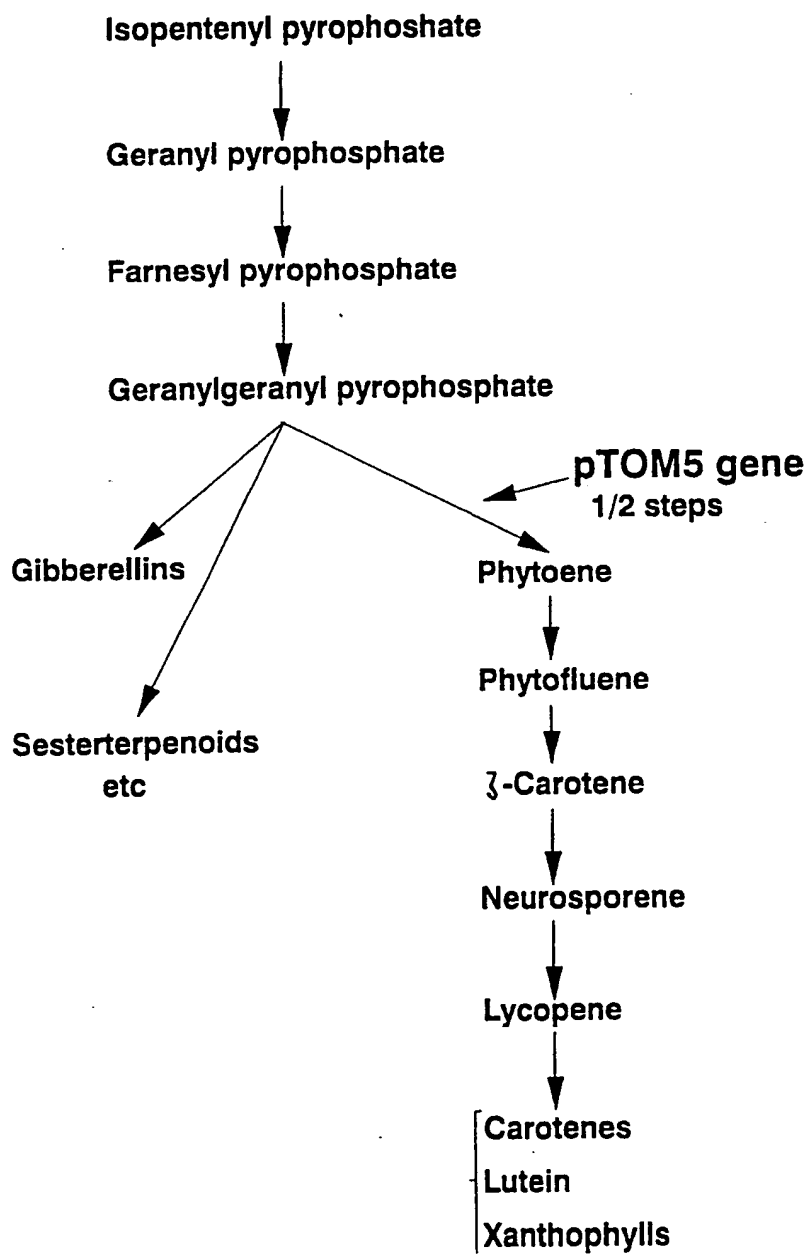 Isopentenyl pyrophoshate
Geranyl pyrophosphate
Farnesyl pyrophosphate
Geranylgeranyl pyrophosphate
pTOM5 gene
1/2 steps
Gibberellins
Phytoene
Phytofluene
Sesterterpenoids
etc
ζ-Carotene
Neurosporene
Lycopene
Carotenes
Lutein
Xanthophylls